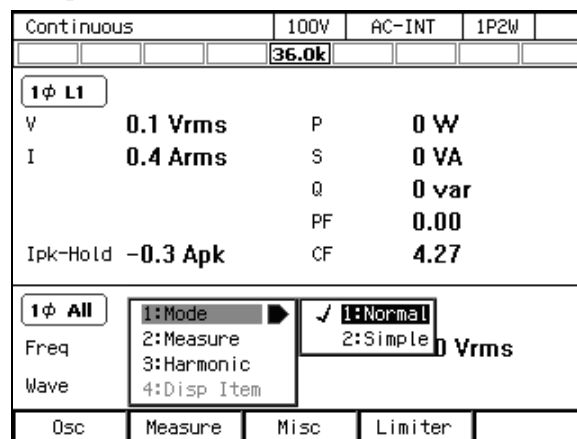 Continuous 100V AC-INT 1P2W
36.0k
1φ L1
V 0.1 Vrms P 0 W
I 0.4 Arms S 0 VA
Q 0 var
PF 0.00
Ipk-Hold -0.3 Apk CF 4.27
1φ All 1:Mode ✓ 1:Normal
Freq 2:Measure 2:Simple Vrms
3:Harmonic
Wave 4:Disp Item
Osc Measure Misc Limiter